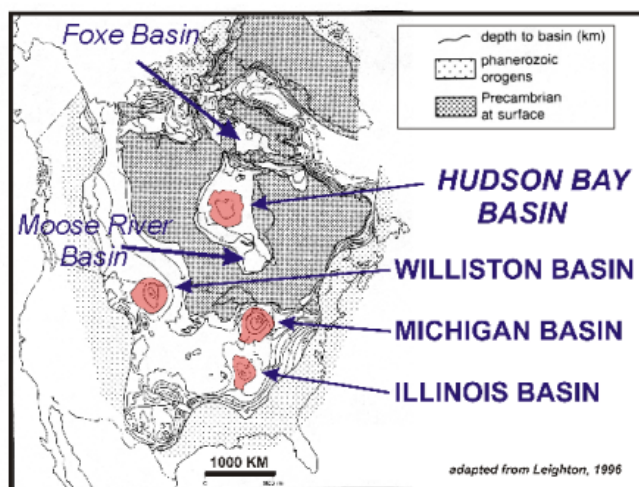 Foxe Basin
depth to basin (km)
phanerozoic
orogens
Precambrian
at surface
HUDSON BAY
BASIN
Moose River
Basin
WILLISTON BASIN
MICHIGAN BASIN
ILLINOIS BASIN
1000 KM
adapted from Leighton, 1996